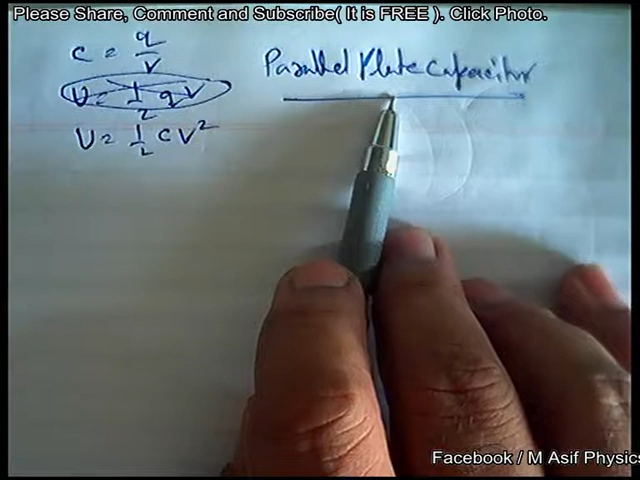 Please Share, Comment and Subscribe( It is FREE ). Click Photo.
c = q/v
Parallel Plate Capacitor
U = 1/2 qv
U = 1/2 cv²
Facebook / M Asif Physics